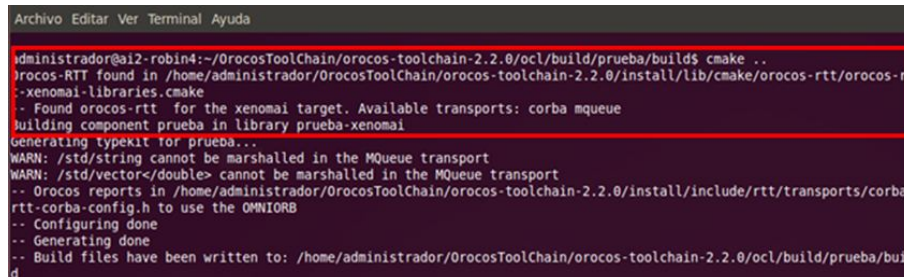 Archivo Editar Ver Terminal Ayuda
administrador@ai2-robin4:~/OrocosToolChain/orocos-toolchain-2.2.0/ocl/build/prueba/build$ cmake ..
Orocos-RTT found in /home/administrador/OrocosToolChain/orocos-toolchain-2.2.0/install/lib/cmake/orocos-rtt/orocos-r
t-xenomai-libraries.cmake
-- Found orocos-rtt for the xenomai target. Available transports: corba mqueue
Building component prueba in library prueba-xenomai
Generating typekit for prueba...
WARN: /std/string cannot be marshalled in the MQueue transport
WARN: /std/vector</double> cannot be marshalled in the MQueue transport
-- Orocos reports in /home/administrador/OrocosToolChain/orocos-toolchain-2.2.0/install/include/rtt/transports/corba
rtt-corba-config.h to use the OMNIORB
-- Configuring done
-- Generating done
-- Build files have been written to: /home/administrador/OrocosToolChain/orocos-toolchain-2.2.0/ocl/build/prueba/bui
d